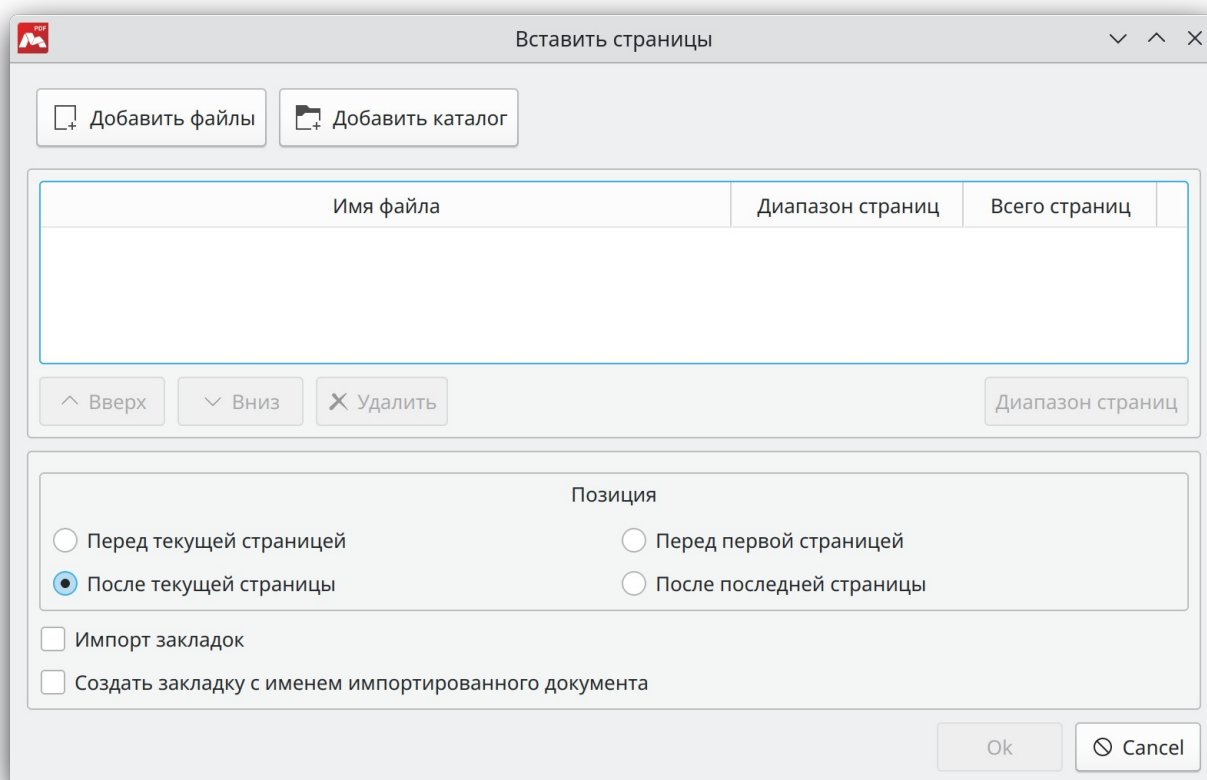 PDF
Вставить страницы
Добавить файлы Добавить каталог
Имя файла Диапазон страниц Всего страниц
Вверх Вниз Удалить Диапазон страниц
Позиция
Перед текущей страницей Перед первой страницей
После текущей страницы После последней страницы
Импорт закладок
Создать закладку с именем импортированного документа
Ok Cancel